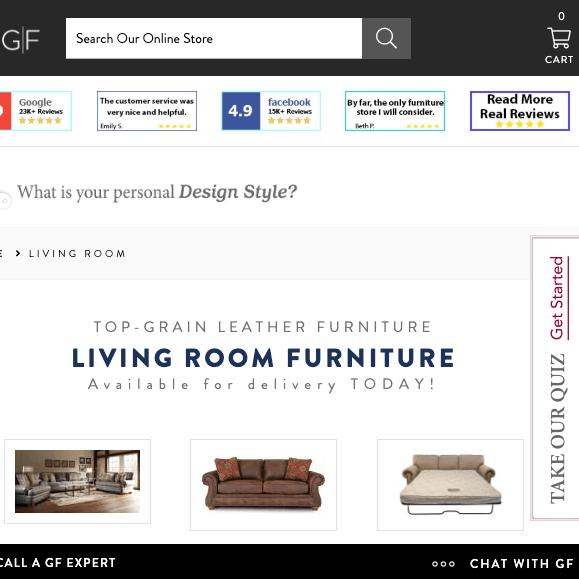 GF
Search Our Online Store
0
CART
Google
23K+ Reviews
The customer service was
very nice and helpful.
Emily S.
4.9
facebook
15K+ Reviews
By far, the only furniture
store I will consider.
Beth P.
Read More
Real Reviews
What is your personal Design Style?
E > LIVING ROOM
TOP-GRAIN LEATHER FURNITURE
LIVING ROOM FURNITURE
Available for delivery TODAY!
TAKE OUR QUIZ Get Started
CALL A GF EXPERT
CHAT WITH GF